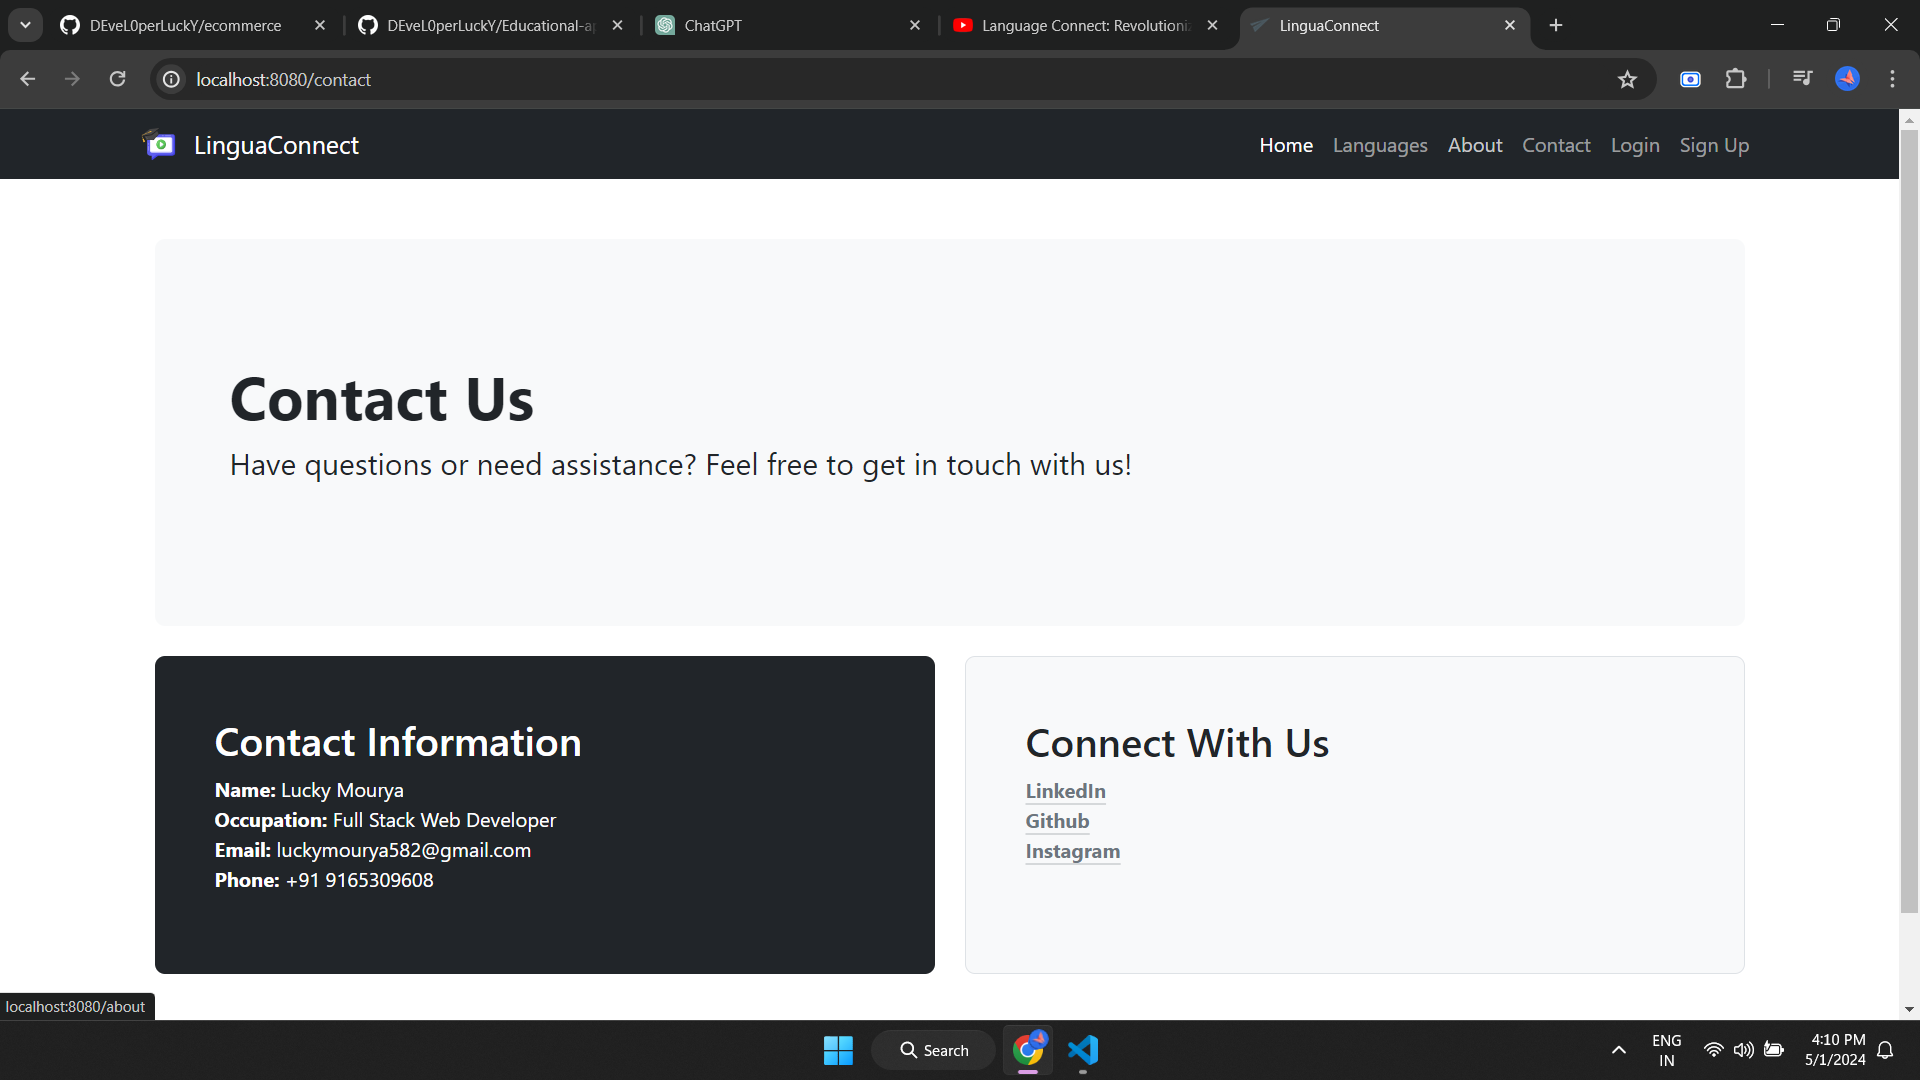 DEveL0perLuckY/ecommerce
DEveL0perLuckY/Educational-a
ChatGPT
Language Connect: Revolutioniz
LinguaConnect
localhost:8080/contact
LinguaConnect
Home Languages About Contact Login Sign Up
Contact Us
Have questions or need assistance? Feel free to get in touch with us!
Contact Information
Name: Lucky Mourya
Occupation: Full Stack Web Developer
Email: luckymourya582@gmail.com
Phone: +91 9165309608
Connect With Us
LinkedIn
Github
Instagram
localhost:8080/about
Search
ENG
IN
4:10 PM
5/1/2024